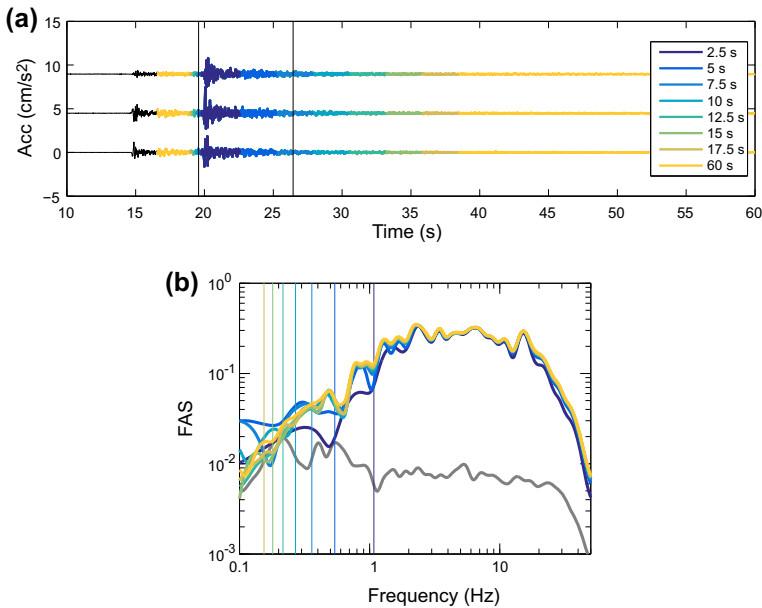 (a)
Acc (cm/s²)
15
10
5
0
−5
10 15 20 25 30 35 40 45 50 55 60
Time (s)
2.5 s
5 s
7.5 s
10 s
12.5 s
15 s
17.5 s
60 s
(b)
FAS
10⁰
10⁻¹
10⁻²
10⁻³
0.1 1 10
Frequency (Hz)